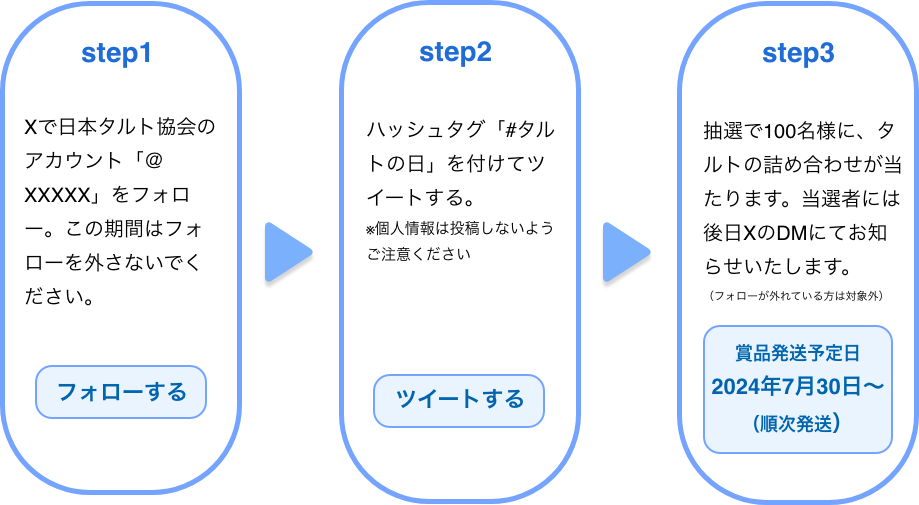 step1
Xで日本タルト協会の
アカウント「@
XXXXX」をフォロ
ー。この期間はフォ
ローを外さないでく
ださい。
フォローする
step2
ハッシュタグ「#タル
トの日」を付けてツ
イートする。
※個人情報は投稿しないよう
ご注意ください
ツイートする
step3
抽選で100名様に、タ
ルトの詰め合わせが当
たります。当選者には
後日XのDMにてお知
らせいたします。
（フォローが外れている方は対象外）
賞品発送予定日
2024年7月30日〜
（順次発送）